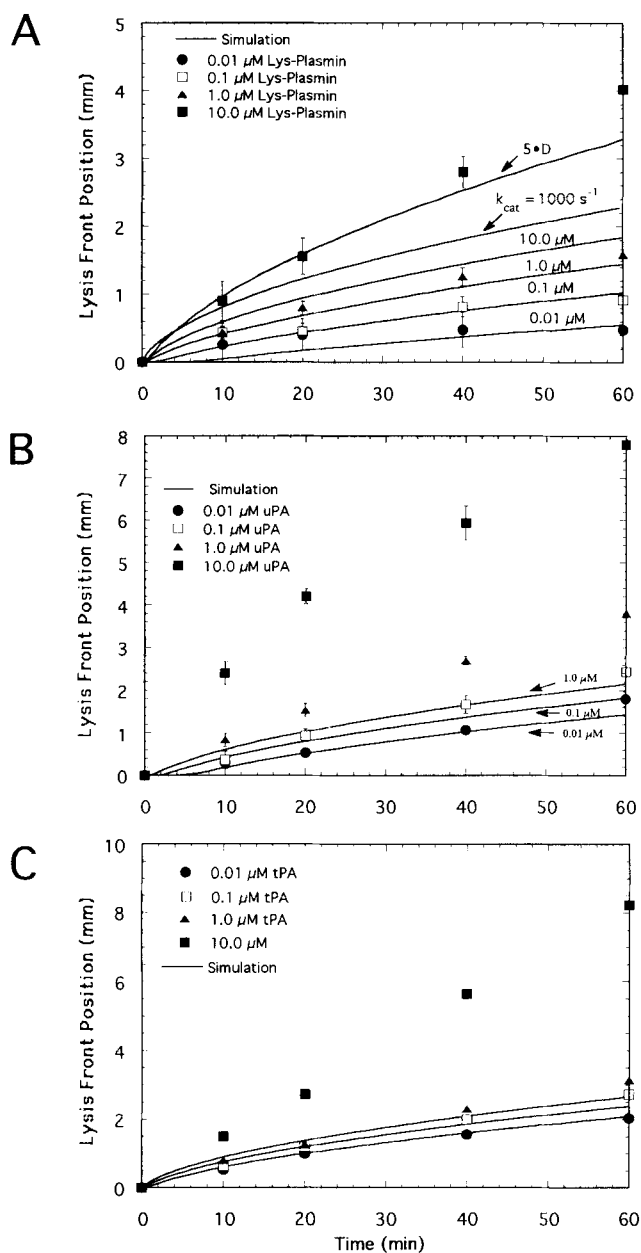 A
Lysis Front Position (mm)
5
4
3
2
1
0
Simulation
0.01 µM Lys-Plasmin
0.1 µM Lys-Plasmin
1.0 µM Lys-Plasmin
10.0 µM Lys-Plasmin
5•D
kcat = 1000 s-1
10.0 µM
1.0 µM
0.1 µM
0.01 µM
0 10 20 30 40 50 60
B
Lysis Front Position (mm)
8
7
6
5
4
3
2
1
0
Simulation
0.01 µM uPA
0.1 µM uPA
1.0 µM uPA
10.0 µM uPA
1.0 µM
0.1 µM
0.01 µM
0 10 20 30 40 50 60
C
Lysis Front Position (mm)
10
8
6
4
2
0
0.01 µM tPA
0.1 µM tPA
1.0 µM tPA
10.0 µM
Simulation
0 10 20 30 40 50 60
Time (min)